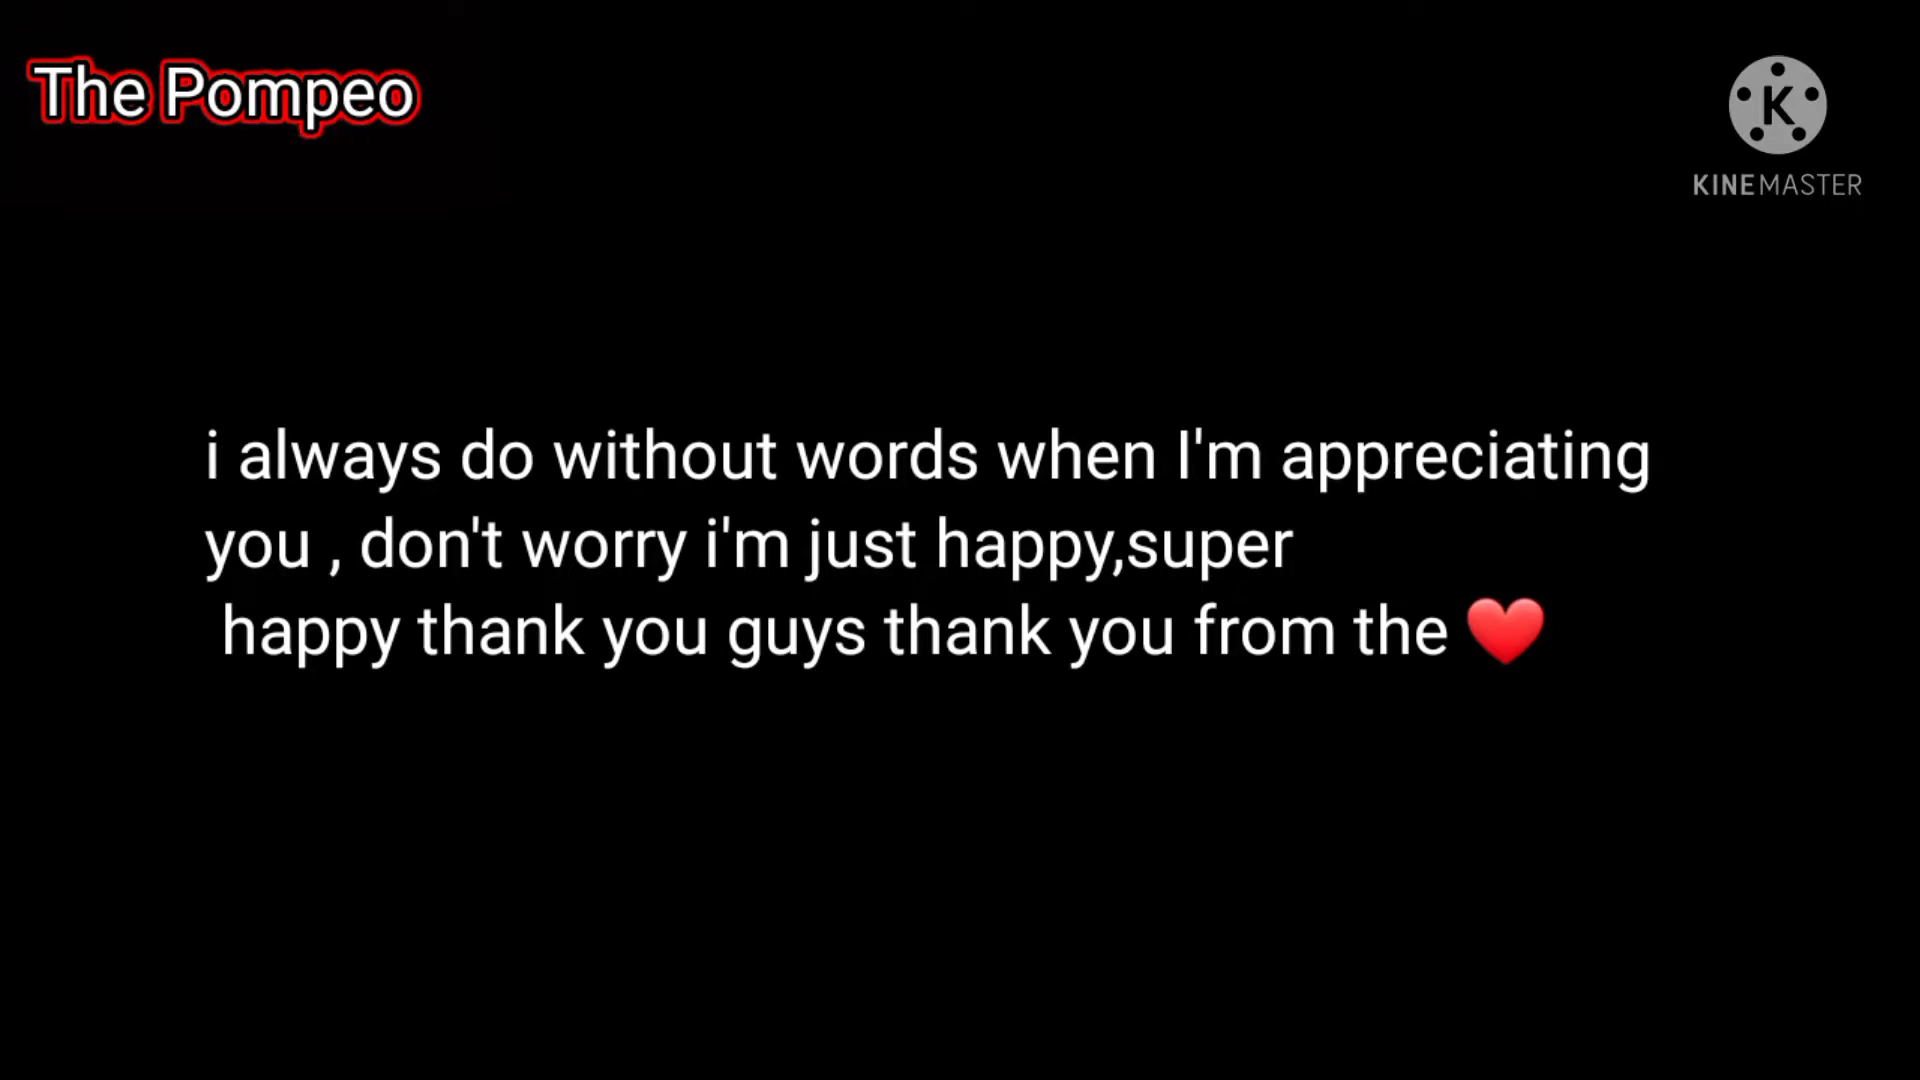 The Pompeo
K
KINEMASTER
i always do without words when I'm appreciating
you , don't worry i'm just happy,super
happy thank you guys thank you from the ❤️